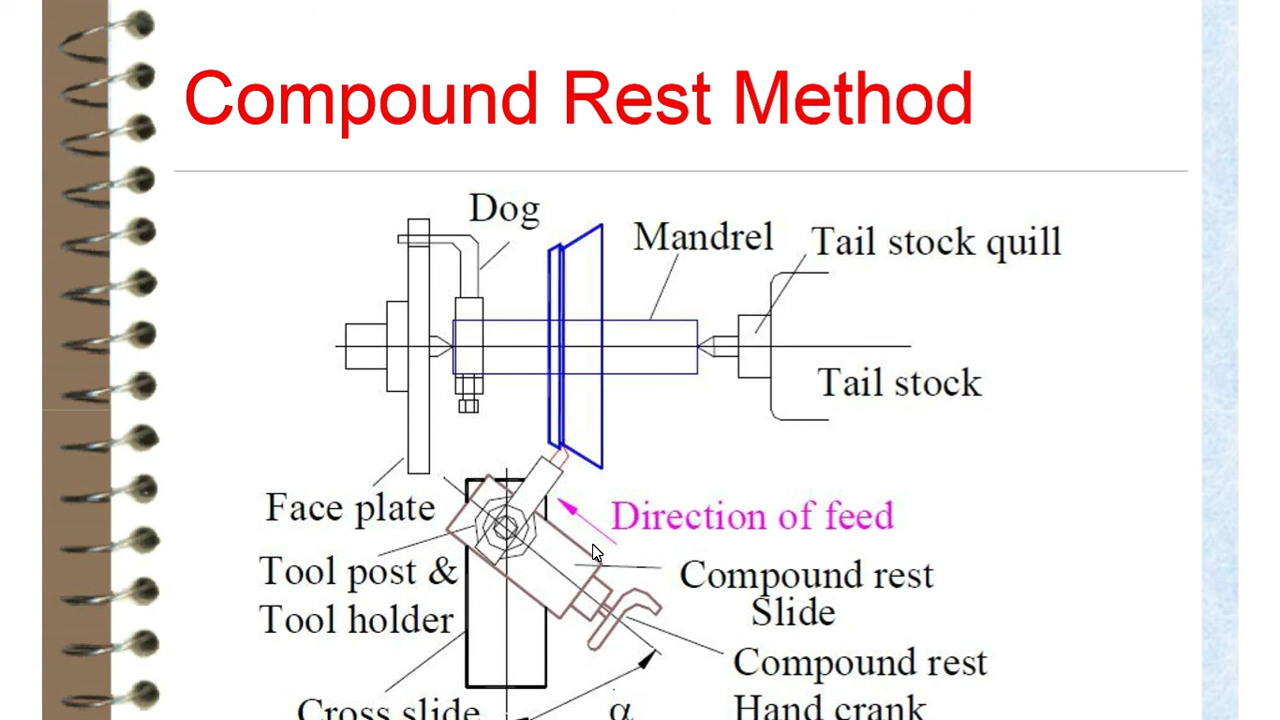 Compound Rest Method
Dog
Mandrel
Tail stock quill
Tail stock
Face plate
Direction of feed
Tool post &
Tool holder
Compound rest
Slide
Compound rest
Hand crank
Cross slide
α